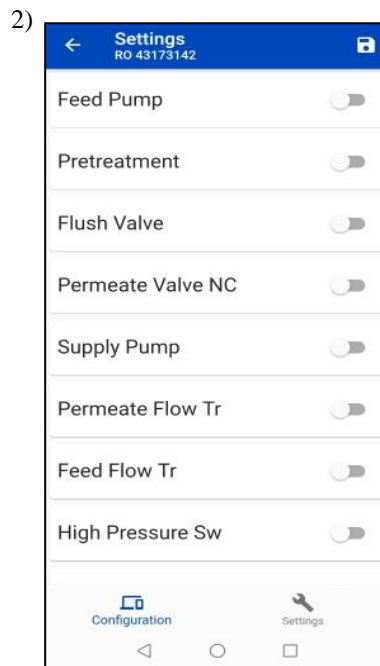 2)
Settings
RO 43173142
Feed Pump
Pretreatment
Flush Valve
Permeate Valve NC
Supply Pump
Permeate Flow Tr
Feed Flow Tr
High Pressure Sw
Configuration
Settings